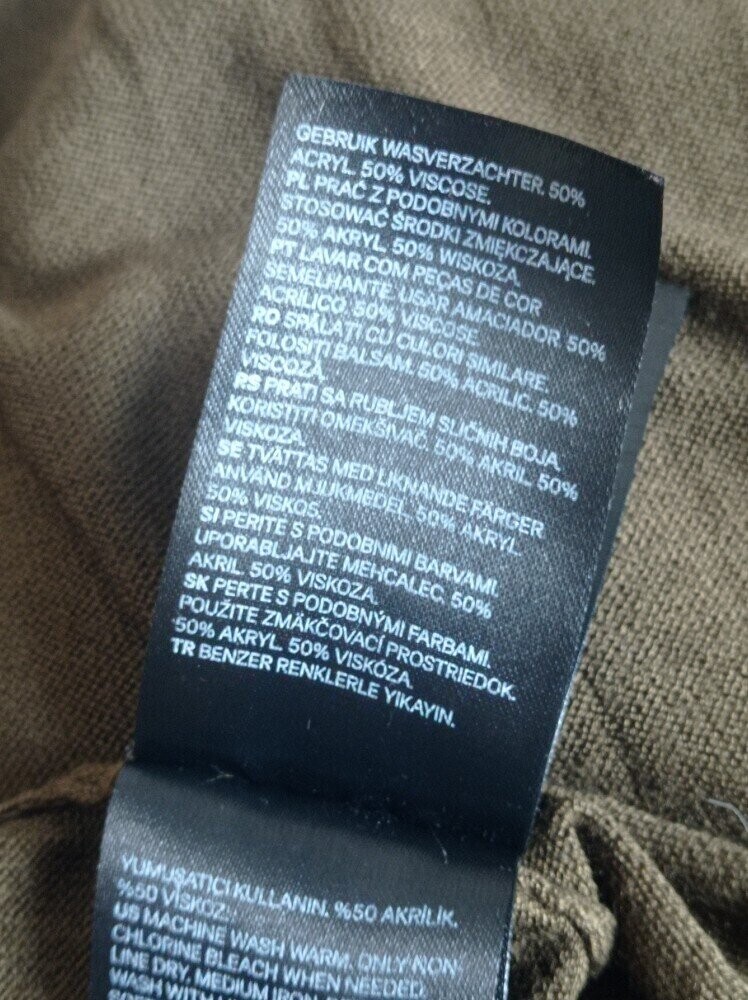 GEBRUIK WASVERZACHTER. 50%
ACRYL. 50% VISCOSE.
PL PRAĆ Z PODOBNYMI KOLORAMI.
STOSOWAĆ ŚRODKI ZMIĘKCZAJĄCE.
50% AKRYL. 50% WISKOZA.
PT LAVAR COM PEÇAS DE COR
SEMELHANTE. USAR AMACIADOR. 50%
ACRÍLICO. 50% VISCOSE.
RO SPĂLAȚI CU CULORI SIMILARE.
FOLOSIȚI BALSAM. 50% ACRILIC. 50%
VISCOZĂ.
RS PRATI SA RUBLJEM SLIČNIH BOJA.
KORISTITI OMEKŠIVAČ. 50% AKRIL. 50%
VISKOZA.
SE TVÄTTAS MED LIKNANDE FÄRGER
ANVÄND MJUKMEDEL. 50% AKRYL.
50% VISKOS.
SI PERITE S PODOBNIMI BARVAMI.
UPORABLJAJTE MEHČALEC. 50%
AKRIL. 50% VISKOZA.
SK PERTE S PODOBNÝMI FARBAMI.
POUŽITE ZMÄKČOVACÍ PROSTRIEDOK.
50% AKRYL. 50% VISKÓZA.
TR BENZER RENKLERLE YIKAYIN.
YUMUŞATICI KULLANIN. %50 AKRİLİK.
%50 VİSKOZ.
US MACHINE WASH WARM. ONLY NON-
CHLORINE BLEACH WHEN NEEDED.
LINE DRY. MEDIUM IRON.
WASH WITH